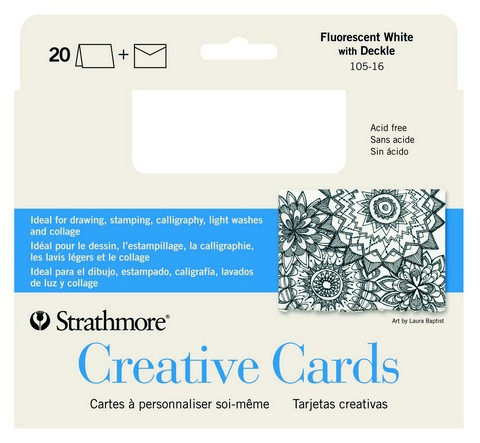 20 +
Fluorescent White
with Deckle
105-16
Acid free
Sans acide
Sin ácido
Ideal for drawing, stamping, calligraphy, light washes
and collage
Idéal pour le dessin, l'estampillage, la calligraphie,
les lavis légers et le collage
Ideal para el dibujo, estampado, caligrafía, lavados
de luz y collage
Art by Laura Baptist
Strathmore®
Creative Cards
Cartes à personnaliser soi-même Tarjetas creativas